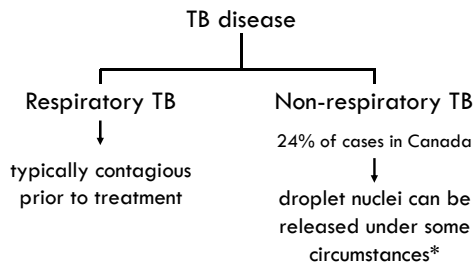 TB disease
Respiratory TB
typically contagious
prior to treatment
Non-respiratory TB
24% of cases in Canada
droplet nuclei can be
released under some
circumstances*